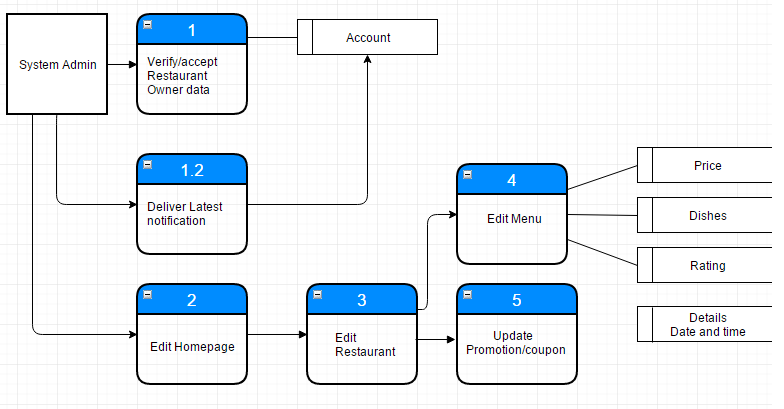 System Admin
1
Verify/accept
Restaurant
Owner data
Account
1.2
Deliver Latest
notification
2
Edit Homepage
3
Edit
Restaurant
4
Edit Menu
5
Update
Promotion/coupon
Price
Dishes
Rating
Details
Date and time